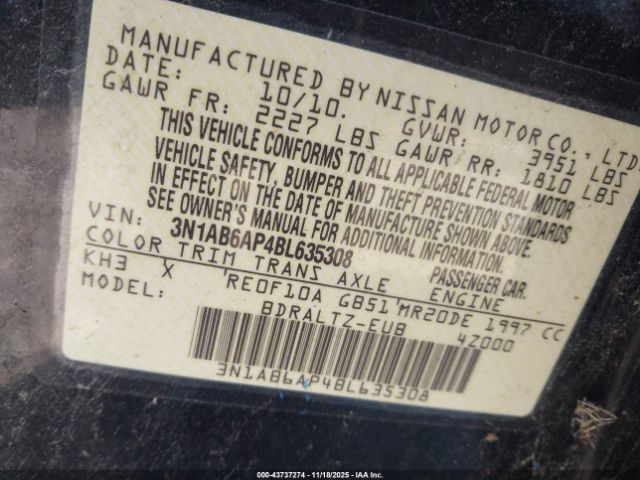 MANUFACTURED BY NISSAN MOTOR CO., LTD.
DATE: 10/10. GVWR: 3951 LBS
GAWR FR: 2227 LBS GAWR RR: 1810 LBS
THIS VEHICLE CONFORMS TO ALL APPLICABLE FEDERAL MOTOR
VEHICLE SAFETY, BUMPER AND THEFT PREVENTION STANDARDS
IN EFFECT ON THE DATE OF MANUFACTURE SHOWN ABOVE.
SEE OWNER'S MANUAL FOR ADDITIONAL INFORMATION.
VIN: 3N1AB6AP4BL635308 PASSENGER CAR.
COLOR TRIM TRANS AXLE ENGINE
KH3 X RE0F10A GB51 MR20DE 1997 CC
MODEL: BDRALTZ-EUB 4Z000
3N1AB6AP4BL635308
000-43737274 - 11/18/2025 - IAA Inc.